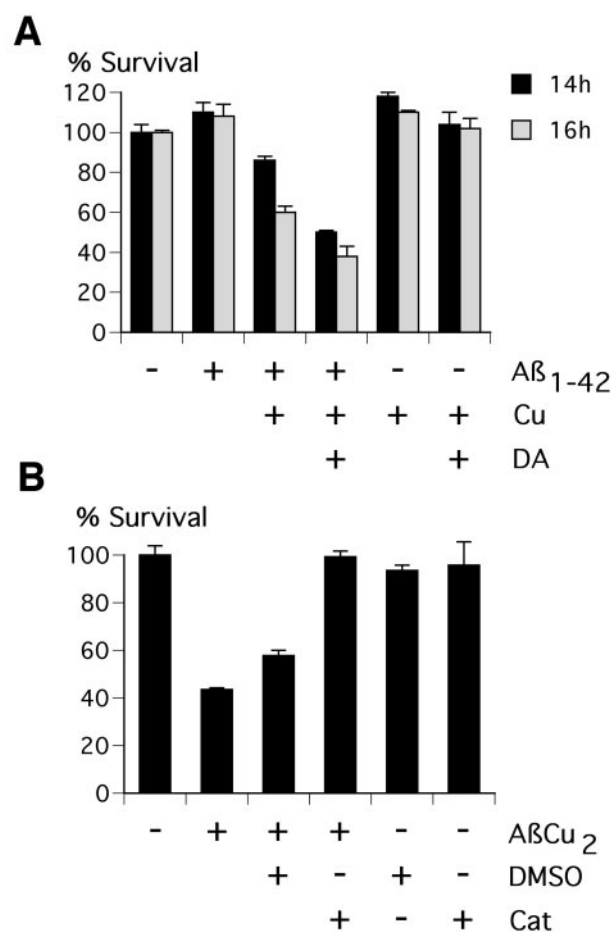 A
% Survival
14h
16h
120
100
80
60
40
20
0
- + + + - - Aß1-42
+ + + + Cu
+ + DA
B
% Survival
100
80
60
40
20
0
- + + + - - AßCu2
+ - + - DMSO
+ - + Cat